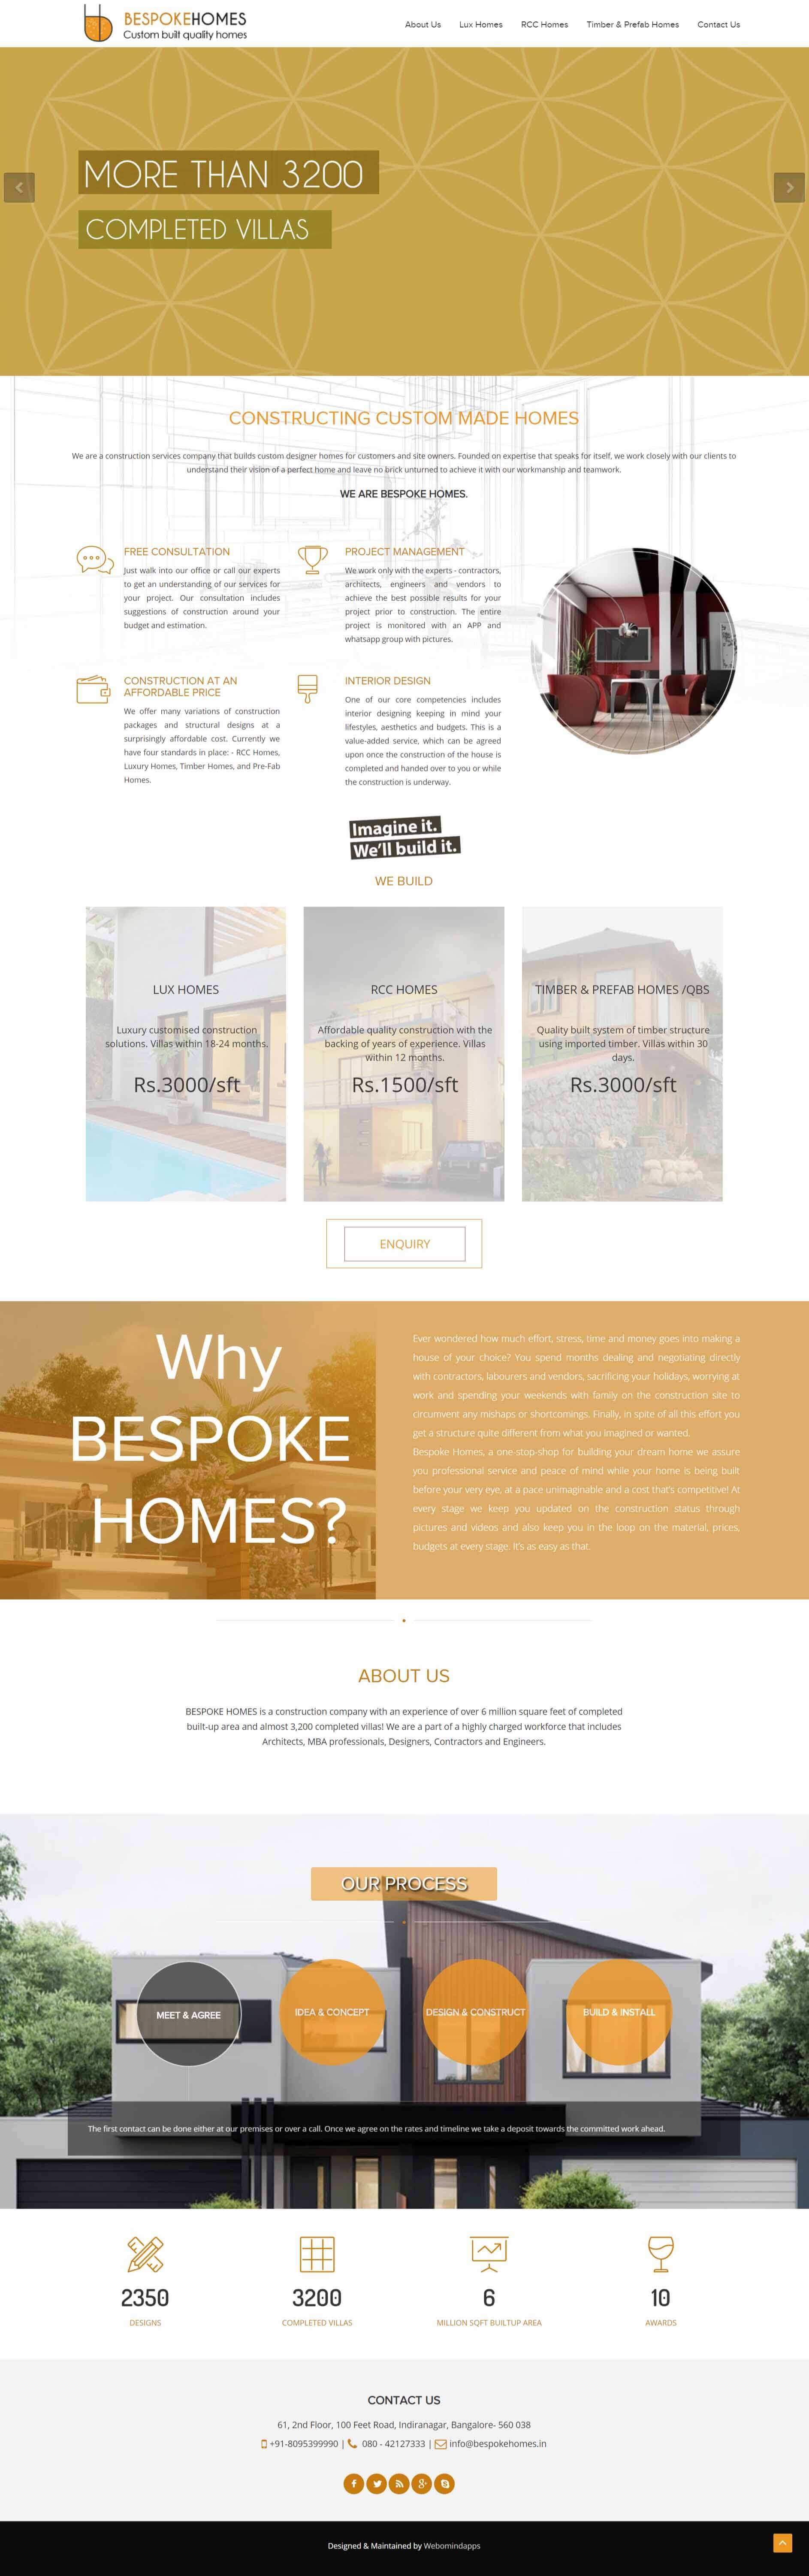 BESPOKEHOMES
Custom built quality homes
About Us
Lux Homes
RCC Homes
Timber & Prefab Homes
Contact Us
MORE THAN 3200
COMPLETED VILLAS
CONSTRUCTING CUSTOM MADE HOMES
We are a construction services company that builds custom designer homes for customers and site owners. Founded on expertise that speaks for itself, we work closely with our clients to
understand their vision of a perfect home and leave no brick unturned to achieve it with our workmanship and teamwork.
WE ARE BESPOKE HOMES.
FREE CONSULTATION
Just walk into our office or call our experts
to get an understanding of our services for
your project. Our consultation includes
suggestions of construction around your
budget and estimation.
PROJECT MANAGEMENT
We work only with the experts - contractors,
architects, engineers and vendors to
achieve the best possible results for your
project prior to construction. The entire
project is monitored with an APP and
whatsapp group with pictures.
CONSTRUCTION AT AN
AFFORDABLE PRICE
We offer many variations of construction
packages and structural designs at a
surprisingly affordable cost. Currently we
have four standards in place: - RCC Homes,
Luxury Homes, Timber Homes, and Pre-Fab
Homes.
INTERIOR DESIGN
One of our core competencies includes
interior designing keeping in mind your
lifestyles, aesthetics and budgets. This is a
value-added service, which can be agreed
upon once the construction of the house is
completed and handed over to you or while
the construction is underway.
Imagine it.
We'll build it.
WE BUILD
LUX HOMES
Luxury customised construction
solutions. Villas within 18-24 months.
Rs.3000/sft
RCC HOMES
Affordable quality construction with the
backing of years of experience. Villas
within 12 months.
Rs.1500/sft
TIMBER & PREFAB HOMES /QBS
Quality built system of timber structure
using imported timber. Villas within 30
days.
Rs.3000/sft
ENQUIRY
Why
BESPOKE
HOMES?
Ever wondered how much effort, stress, time and money goes into making a
house of your choice? You spend months dealing and negotiating directly
with contractors, labourers and vendors, sacrificing your holidays, worrying at
work and spending your weekends with family on the construction site to
circumvent any mishaps or shortcomings. Finally, in spite of all this effort you
get a structure quite different from what you imagined or wanted.
Bespoke Homes, a one-stop-shop for building your dream home we assure
you professional service and peace of mind while your home is being built
before your very eye, at a pace unimaginable and a cost that's competitive! At
every stage we keep you updated on the construction status through
pictures and videos and also keep you in the loop on the material, prices,
budgets at every stage. It's as easy as that.
ABOUT US
BESPOKE HOMES is a construction company with an experience of over 6 million square feet of completed
built-up area and almost 3,200 completed villas! We are a part of a highly charged workforce that includes
Architects, MBA professionals, Designers, Contractors and Engineers.
OUR PROCESS
MEET & AGREE
IDEA & CONCEPT
DESIGN & CONSTRUCT
BUILD & INSTALL
The first contact can be done either at our premises or over a call. Once we agree on the rates and timeline we take a deposit towards the committed work ahead.
2350
DESIGNS
3200
COMPLETED VILLAS
6
MILLION SQFT BUILTUP AREA
10
AWARDS
CONTACT US
61, 2nd Floor, 100 Feet Road, Indiranagar, Bangalore- 560 038
+91-8095399990 | 080 - 42127333 | info@bespokehomes.in
Designed & Maintained by Webomindapps